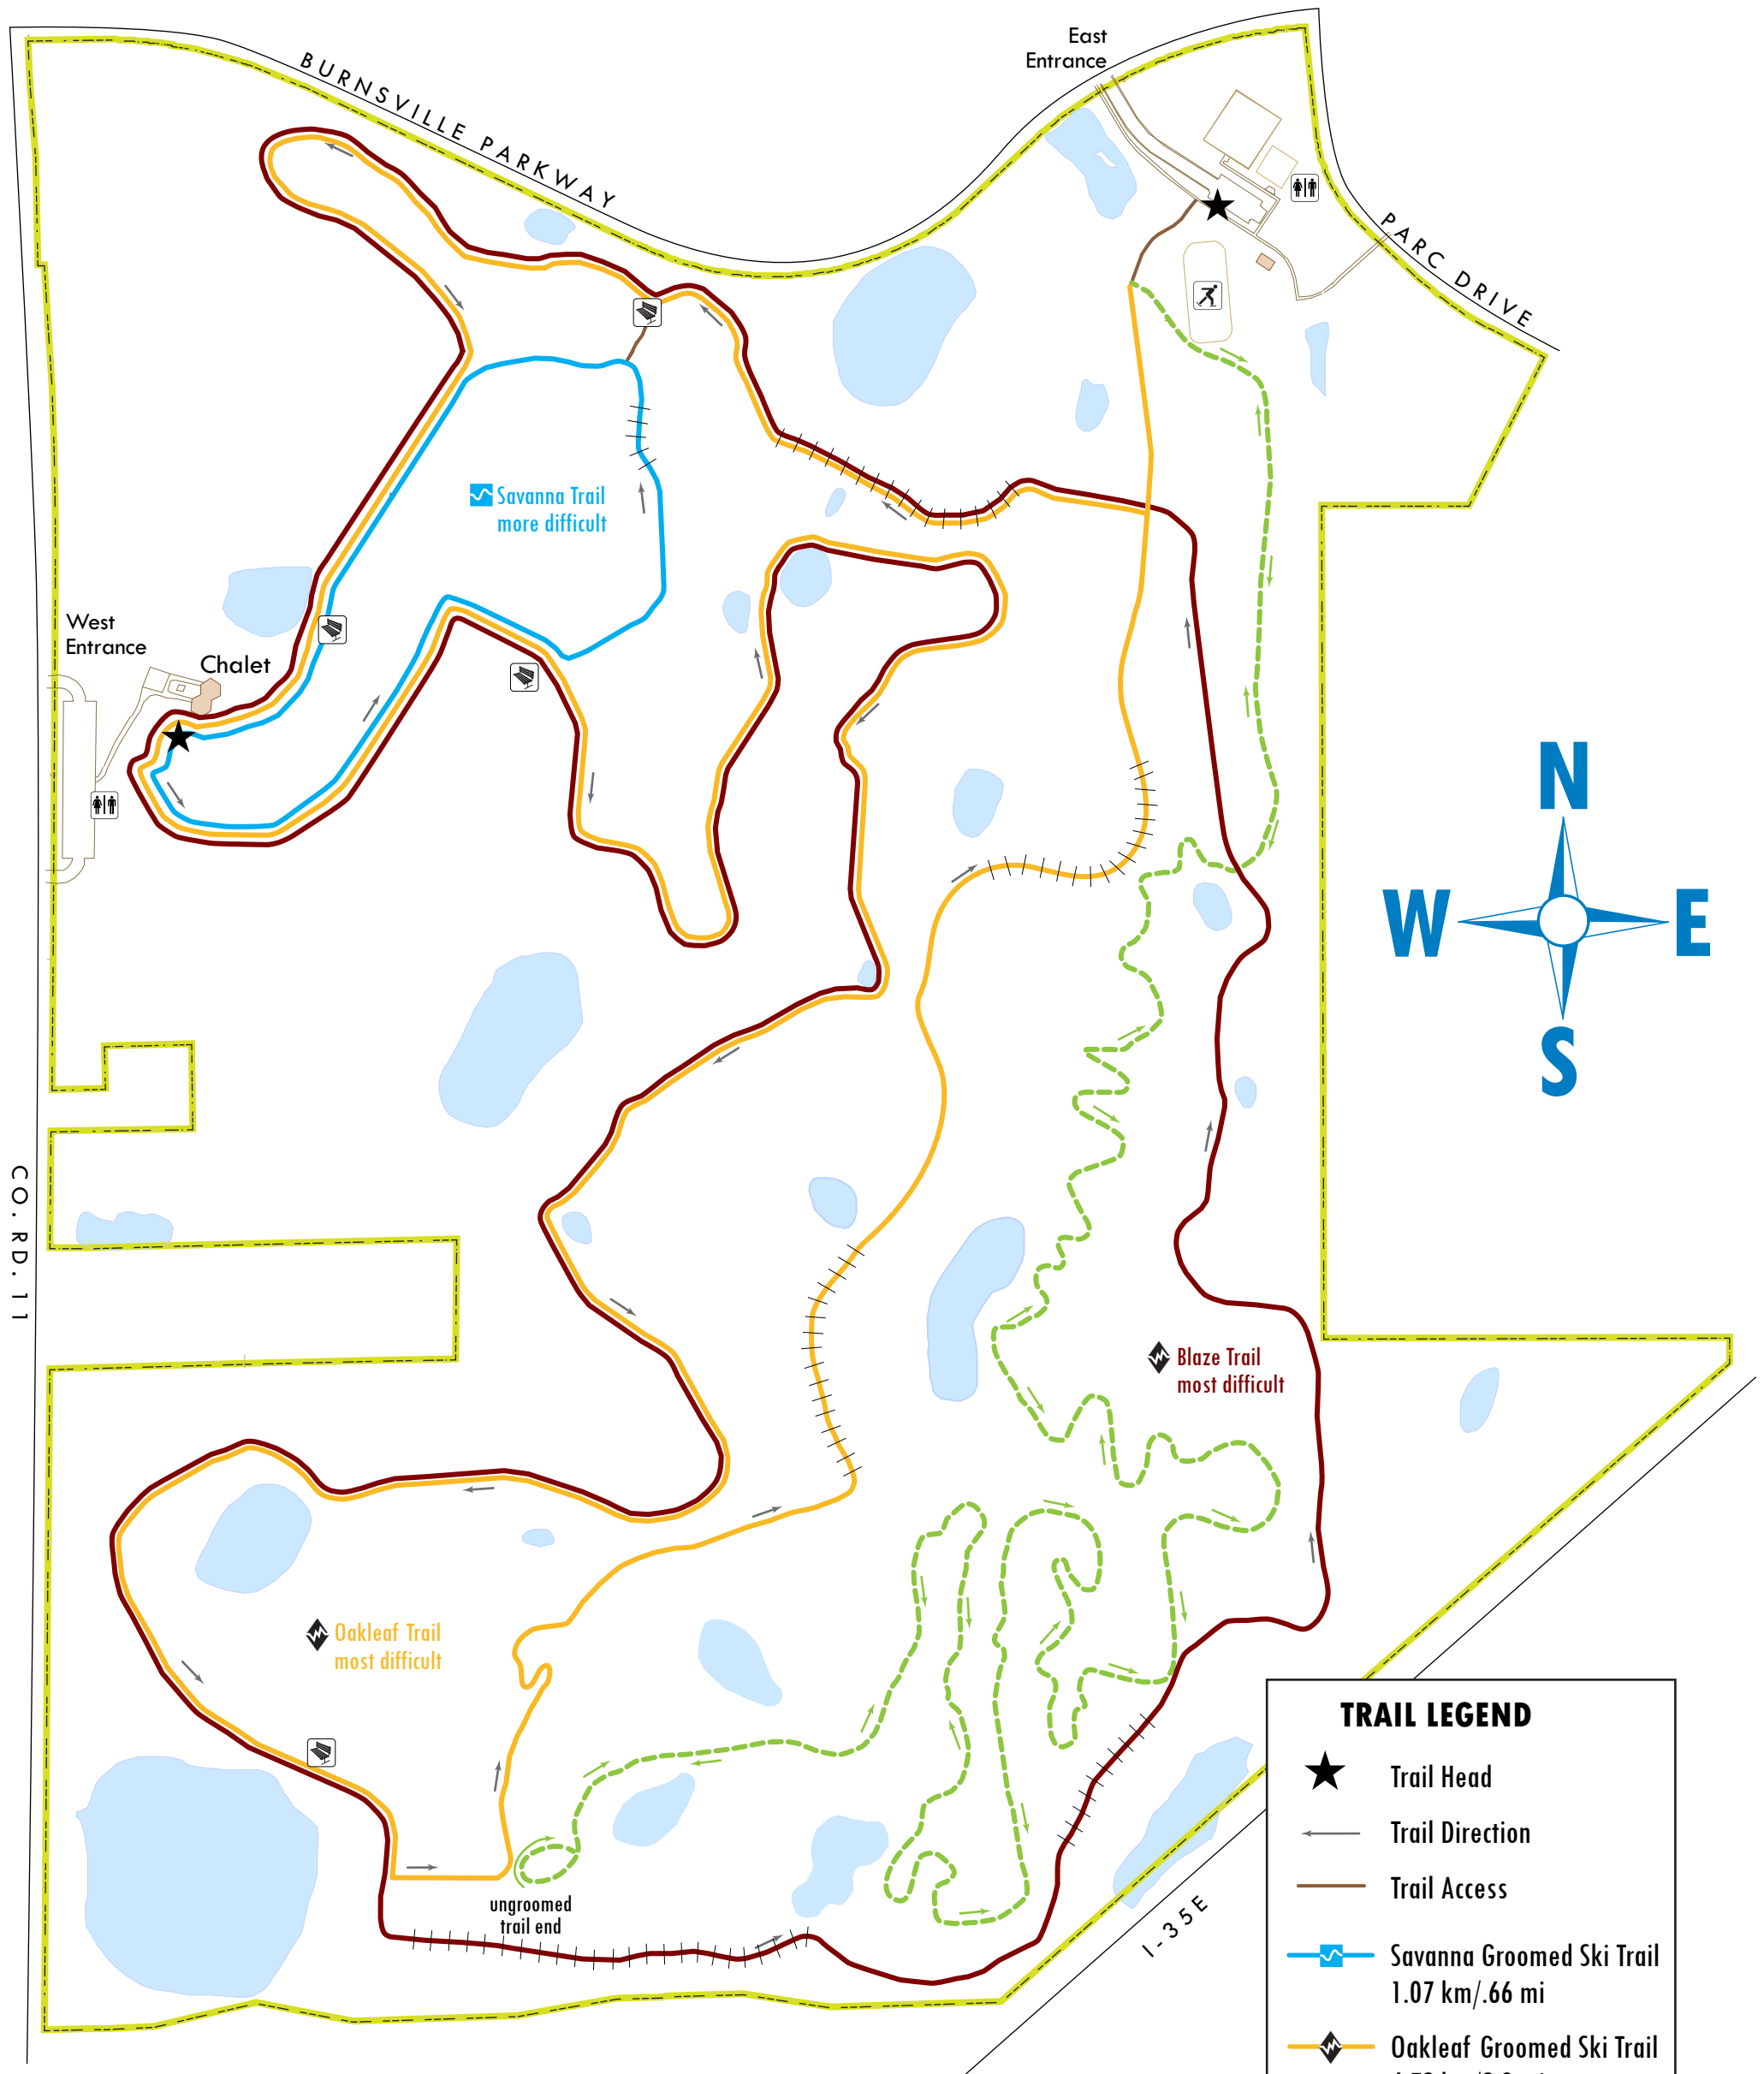 BURNSVILLE PARKWAY
East
Entrance
PARC DRIVE
Savanna Trail
more difficult
West
Entrance
Chalet
N
W
E
S
CO. RD. 11
Blaze Trail
most difficult
Oakleaf Trail
most difficult
ungroomed
trail end
I-35E
TRAIL LEGEND
Trail Head
Trail Direction
Trail Access
Savanna Groomed Ski Trail
1.07 km/.66 mi
Oakleaf Groomed Ski Trail